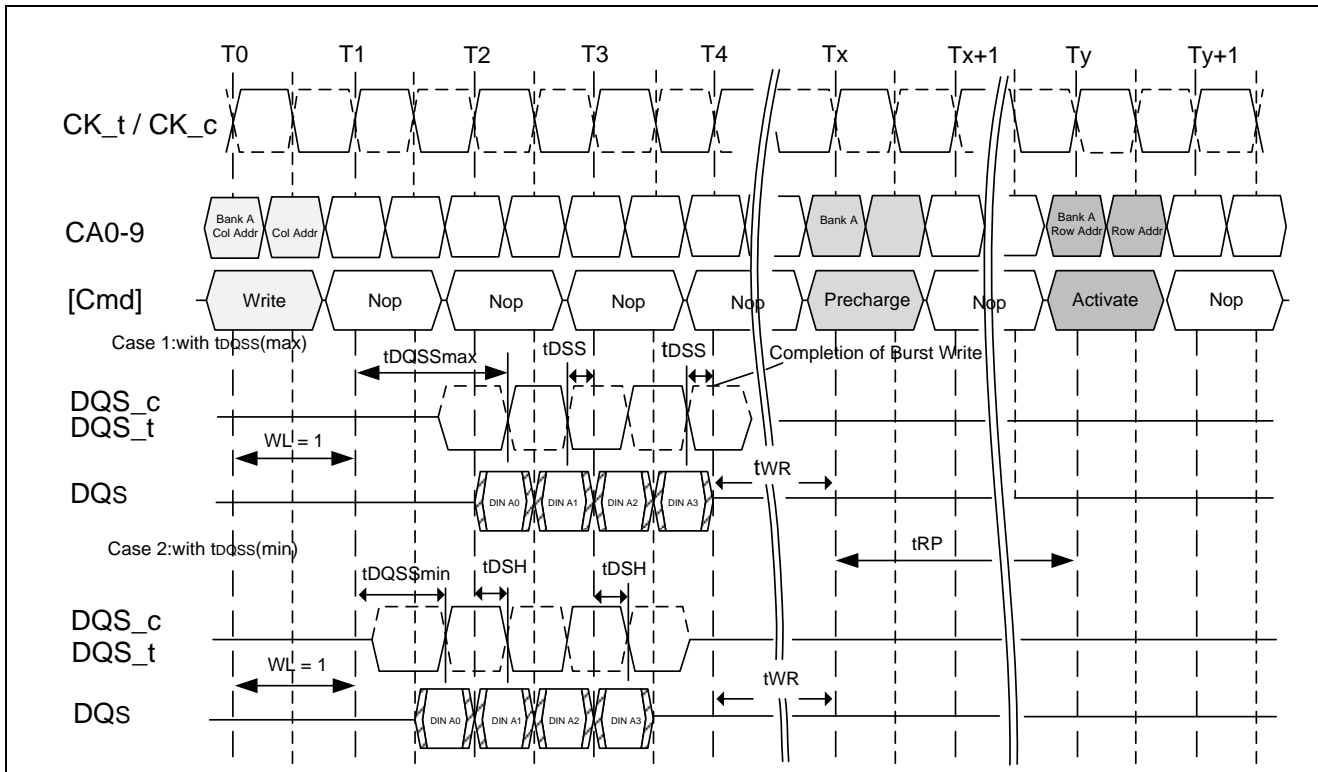 T0 T1 T2 T3 T4 Tx Tx+1 Ty Ty+1
CK_t / CK_c
CA0-9
Bank A
Col Addr
Col Addr
Bank A
Bank A
Row Addr
Row Addr
[Cmd]
Write Nop Nop Nop Nop Precharge Nop Activate Nop
Case 1:with tDQSS(max)
tDQSSmax tDSS tDSS Completion of Burst Write
DQS_c
DQS_t
WL = 1
tWR
DQs
DIN A0 DIN A1 DIN A2 DIN A3
Case 2:with tDQSS(min)
tRP
tDQSSmin tDSH tDSH
DQS_c
DQS_t
WL = 1
tWR
DQs
DIN A0 DIN A1 DIN A2 DIN A3